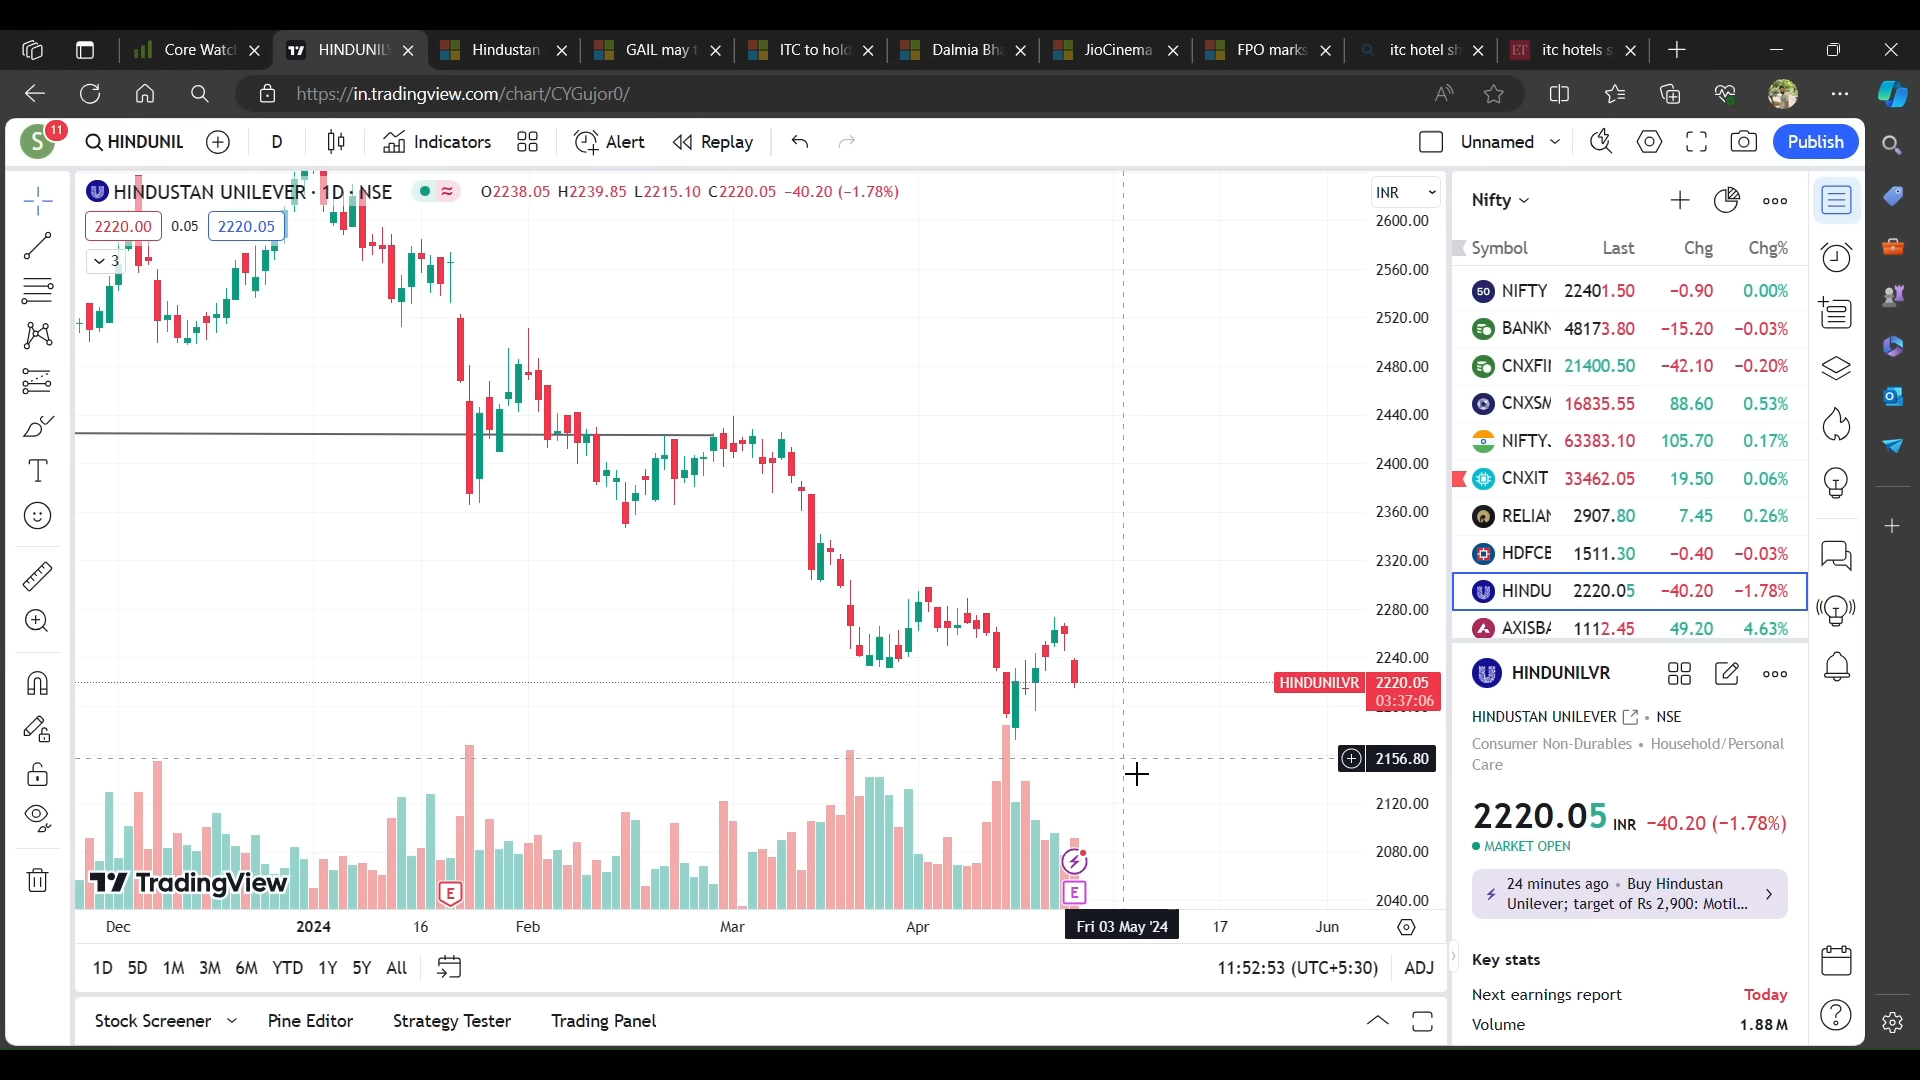 Core Watc
HINDUNIL
Hindustan
GAIL may t
ITC to hold
Dalmia Bh
JioCinema
FPO marks
itc hotel sh
ET
itc hotels s
https://in.tradingview.com/chart/CYGujor0/
S
11
HINDUNIL
D
Indicators
Alert
Replay
Unnamed
Publish
HINDUSTAN UNILEVER · 1D · NSE
O2238.05 H2239.85 L2215.10 C2220.05 −40.20 (−1.78%)
2220.00
0.05
2220.05
3
INR
2600.00
2560.00
2520.00
2480.00
2440.00
2400.00
2360.00
2320.00
2280.00
2240.00
HINDUNILVR
2220.05
03:37:06
2156.80
2120.00
2080.00
2040.00
TradingView
E
E
Dec
2024
16
Feb
Mar
Apr
Fri 03 May '24
17
Jun
1D
5D
1M
3M
6M
YTD
1Y
5Y
All
11:52:53 (UTC+5:30)
ADJ
Stock Screener
Pine Editor
Strategy Tester
Trading Panel
Nifty
Symbol Last Chg Chg%
50 NIFTY 22401.50 −0.90 0.00%
BANKN 48173.80 −15.20 −0.03%
CNXFI 21400.50 −42.10 −0.20%
CNXSM 16835.55 88.60 0.53%
NIFTY. 63383.10 105.70 0.17%
CNXIT 33462.05 19.50 0.06%
RELIAN 2907.80 7.45 0.26%
HDFCB 1511.30 −0.40 −0.03%
HINDU 2220.05 −40.20 −1.78%
AXISBA 1112.45 49.20 4.63%
HINDUNILVR
HINDUSTAN UNILEVER • NSE
Consumer Non-Durables • Household/Personal
Care
2220.05 INR −40.20 (−1.78%)
MARKET OPEN
24 minutes ago • Buy Hindustan
Unilever; target of Rs 2,900: Motil...
Key stats
Next earnings report Today
Volume 1.88M